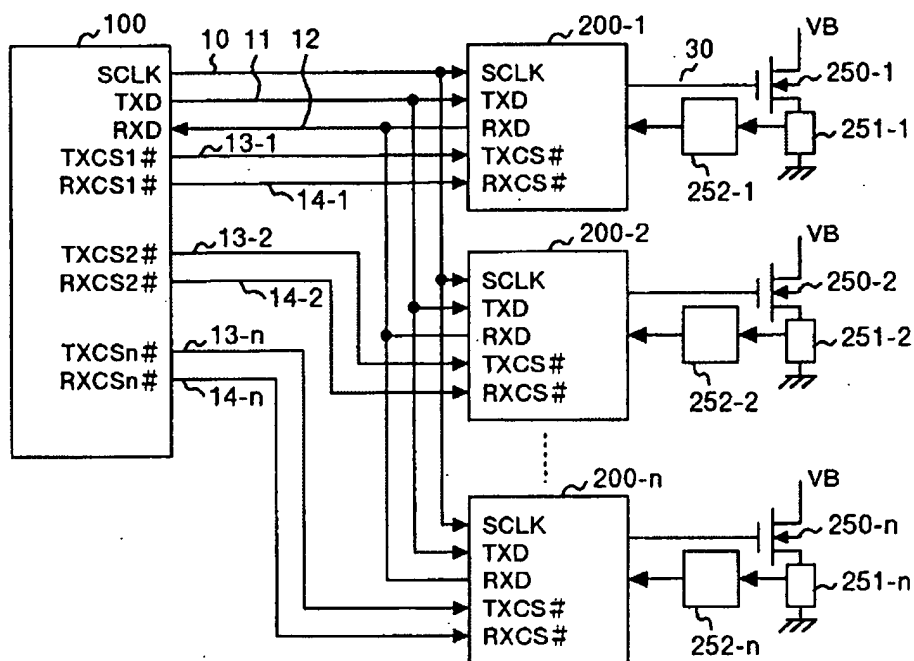 100
10
11
12
SCLK
TXD
RXD
TXCS1#
RXCS1#
TXCS2#
RXCS2#
TXCSn#
RXCSn#
13-1
14-1
13-2
14-2
13-n
14-n
200-1
SCLK
TXD
RXD
TXCS#
RXCS#
30
VB
250-1
251-1
252-1
200-2
SCLK
TXD
RXD
TXCS#
RXCS#
VB
250-2
251-2
252-2
200-n
SCLK
TXD
RXD
TXCS#
RXCS#
VB
250-n
251-n
252-n